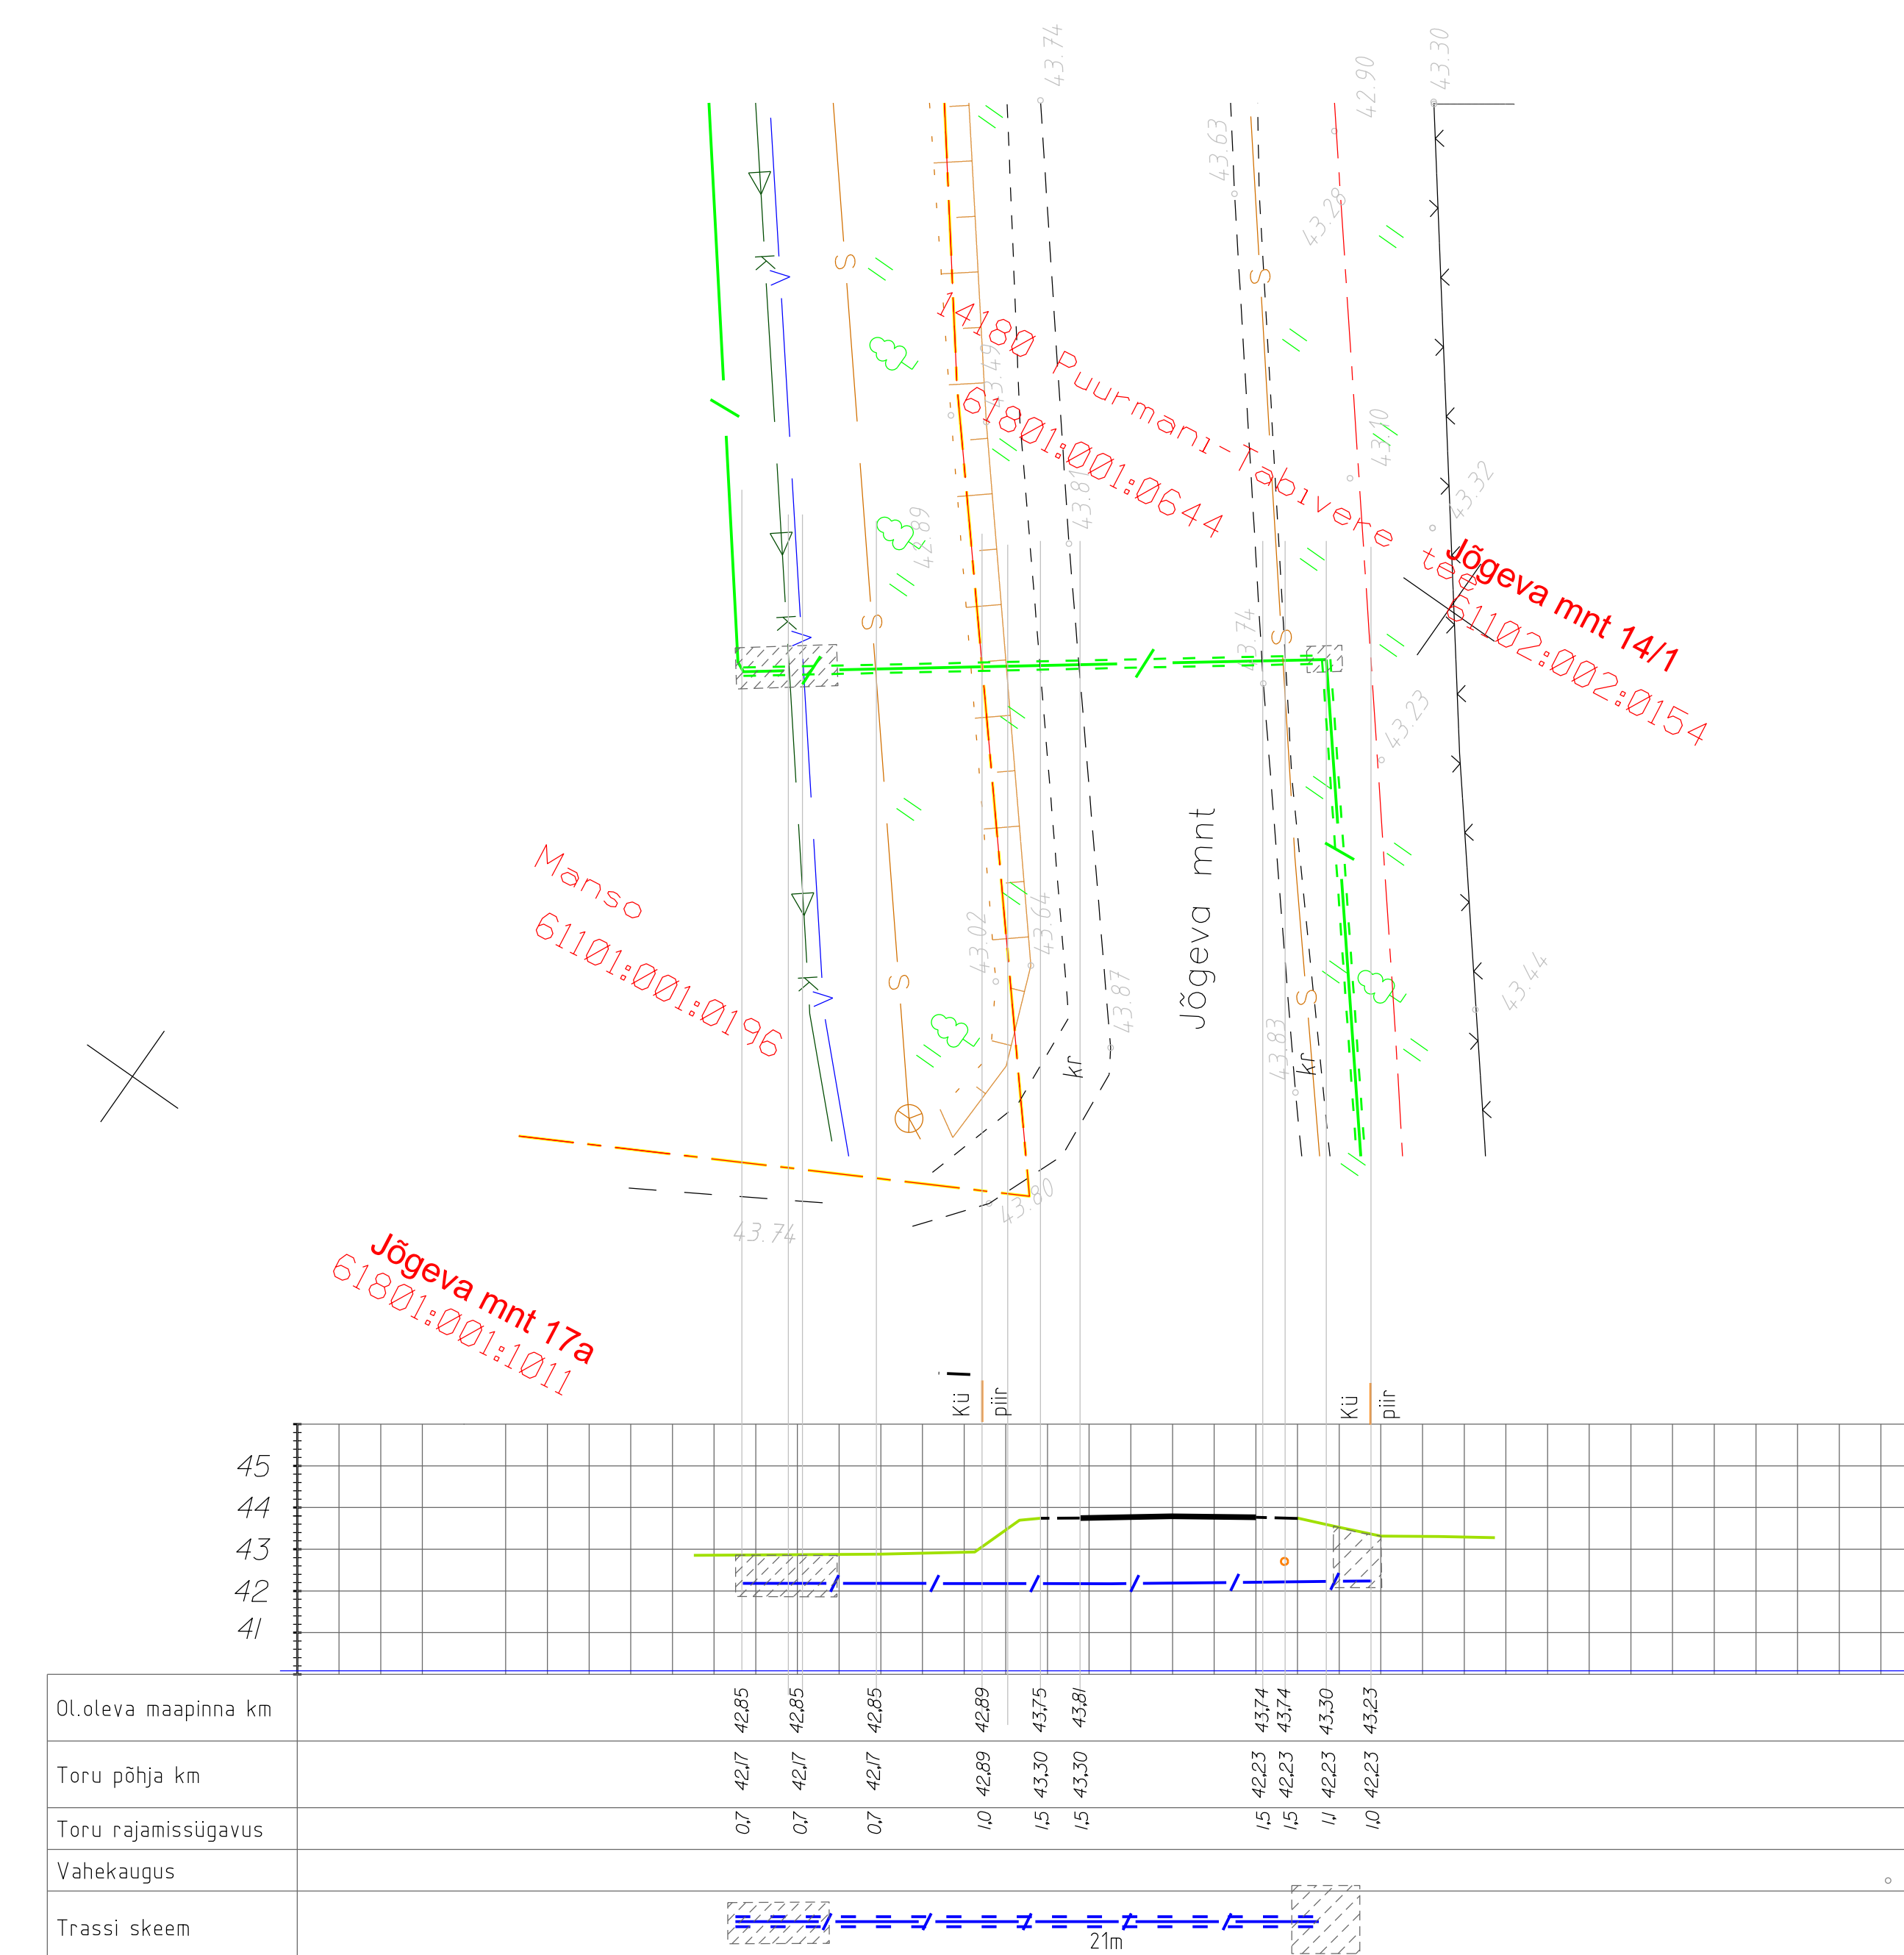 43.74
43.30
42.90
43.63
43.28
K
V
S
S
14180 Puurmani-Tabivere tee
61801:001:0644
43.49
43.10
43.32
43.81
42.89
Jõgeva mnt 14/1
61102:002:0154
K
V
S
S
43.74
43.23
Jõgeva mnt
Manso
61101:001:0196
43.02
43.64
43.87
43.44
K
V
S
S
43.83
kr
kr
43.80
43.74
Jõgeva mnt 17a
61801:001:1011
Kü piir
Kü piir
45
44
43
42
41
Ol.oleva maapinna km
42,85 42,85 42,85 42,89 43,75 43,81 43,74 43,74 43,30 43,23
Toru põhja km
42,17 42,17 42,17 42,89 43,30 43,30 42,23 42,23 42,23 42,23
Toru rajamissügavus
0,7 0,7 0,7 1,0 1,5 1,5 1,5 1,5 1,1 1,0
Vahekaugus
Trassi skeem
21m